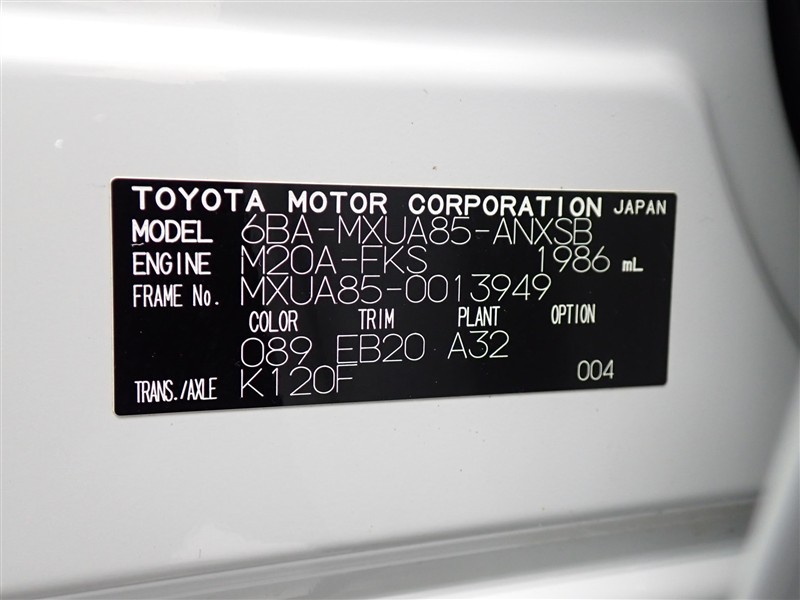 TOYOTA MOTOR CORPORATION JAPAN
MODEL 6BA-MXUA85-ANXSB
ENGINE M20A-FKS 1986 mL
FRAME No. MXUA85-0013949
COLOR TRIM PLANT OPTION
089 EB20 A32
TRANS./AXLE K120F 004